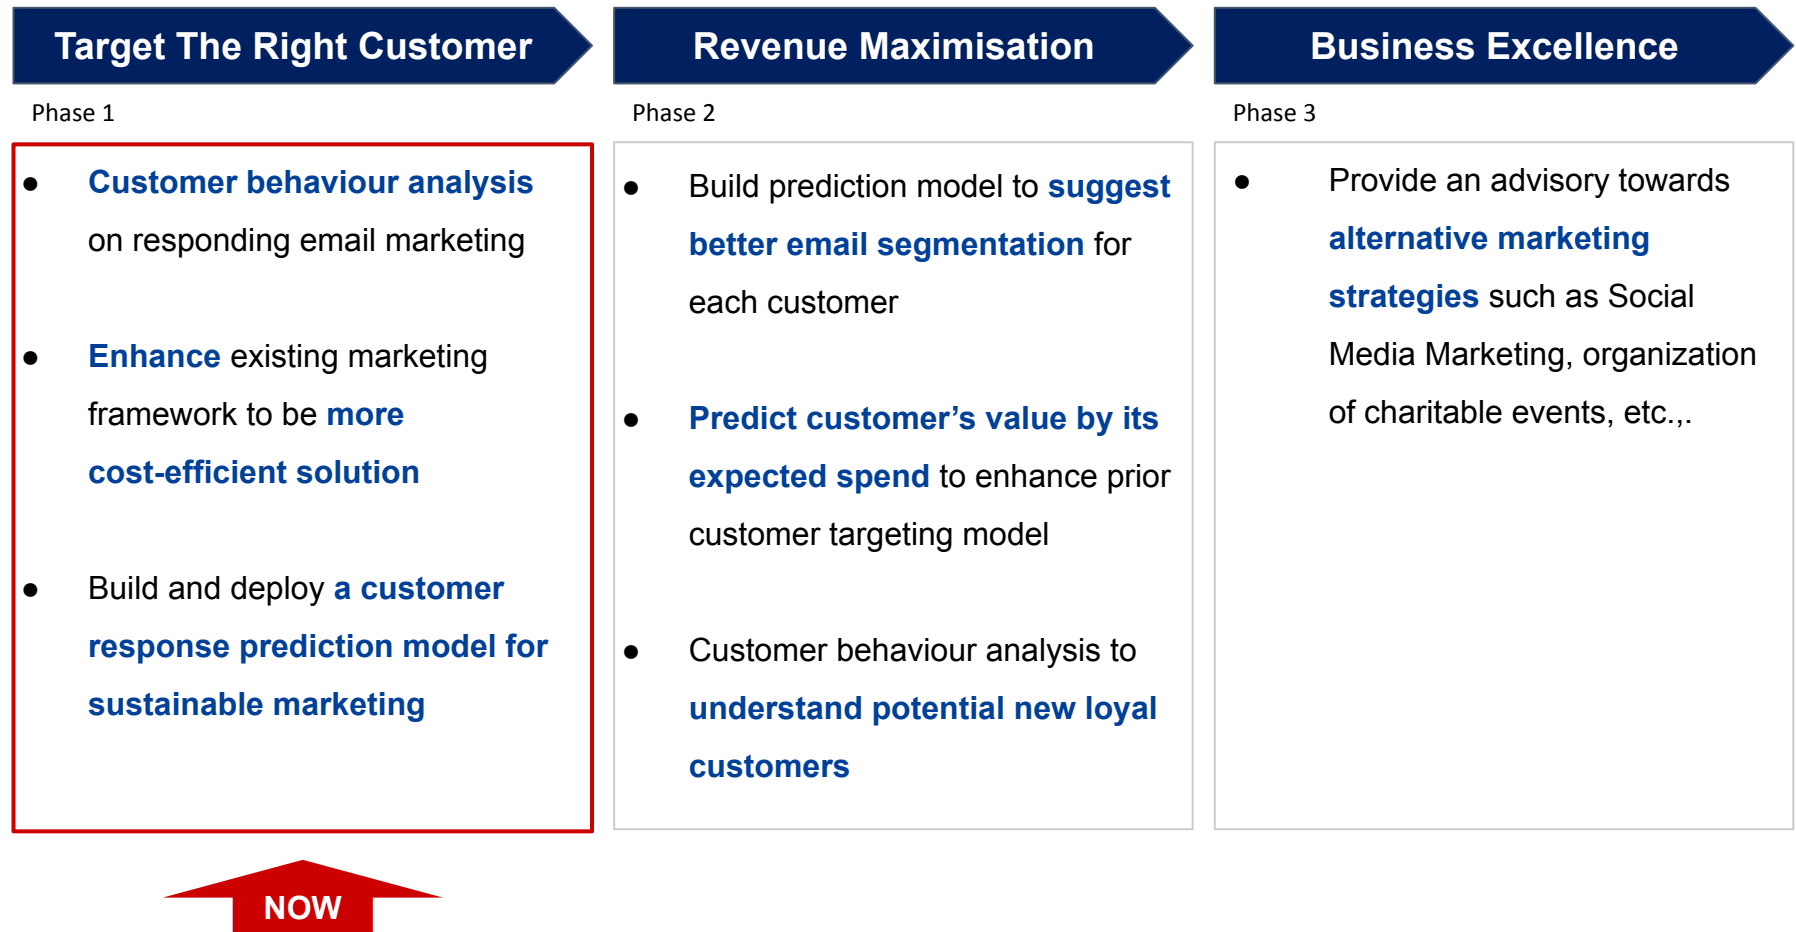 Target The Right Customer
Phase 1
● Customer behaviour analysis
on responding email marketing
● Enhance existing marketing
framework to be more
cost-efficient solution
● Build and deploy a customer
response prediction model for
sustainable marketing
NOW
Revenue Maximisation
Phase 2
● Build prediction model to suggest
better email segmentation for
each customer
● Predict customer’s value by its
expected spend to enhance prior
customer targeting model
● Customer behaviour analysis to
understand potential new loyal
customers
Business Excellence
Phase 3
● Provide an advisory towards
alternative marketing
strategies such as Social
Media Marketing, organization
of charitable events, etc.,.